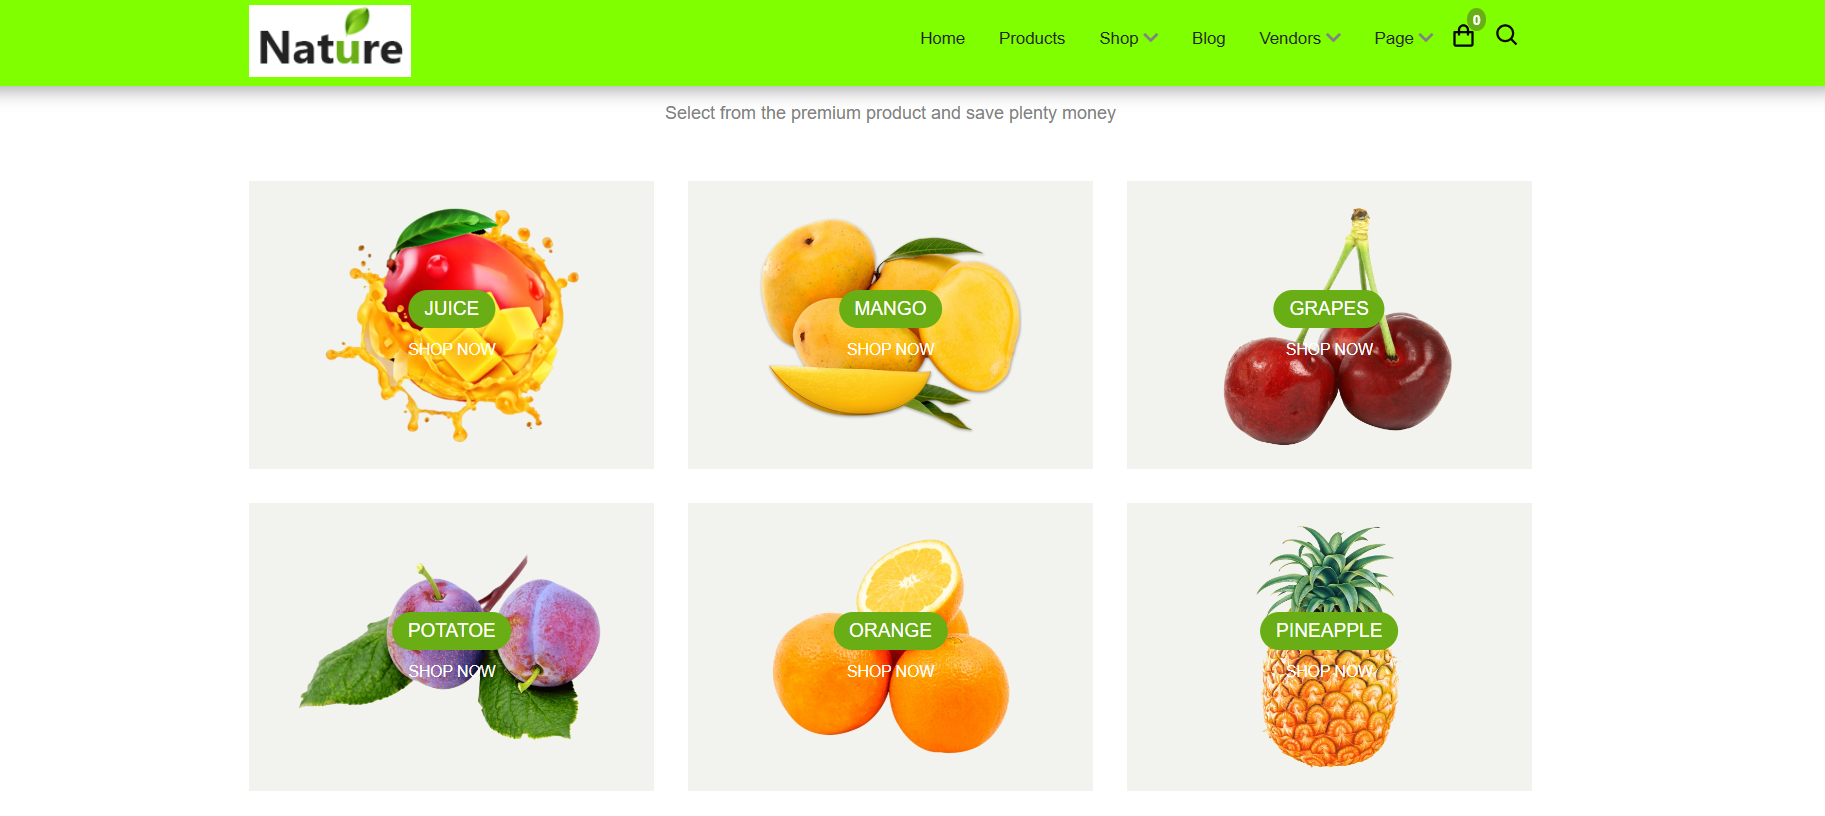 Nature
Home Products Shop Blog Vendors Page 0
Select from the premium product and save plenty money
JUICE
SHOP NOW
MANGO
SHOP NOW
GRAPES
SHOP NOW
POTATOE
SHOP NOW
ORANGE
SHOP NOW
PINEAPPLE
SHOP NOW